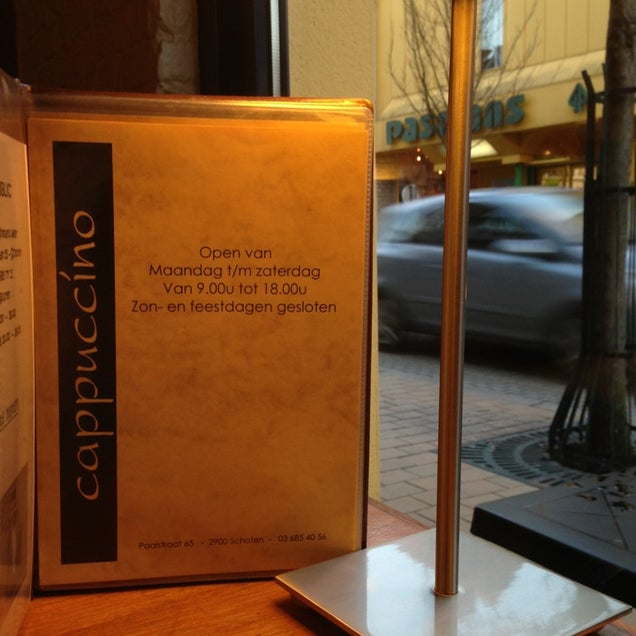 cappuccino
Open van
Maandag t/m zaterdag
Van 9.00u tot 18.00u
Zon- en feestdagen gesloten
Paalstraat 65 - 2900 Schoten - 03 685 40 56